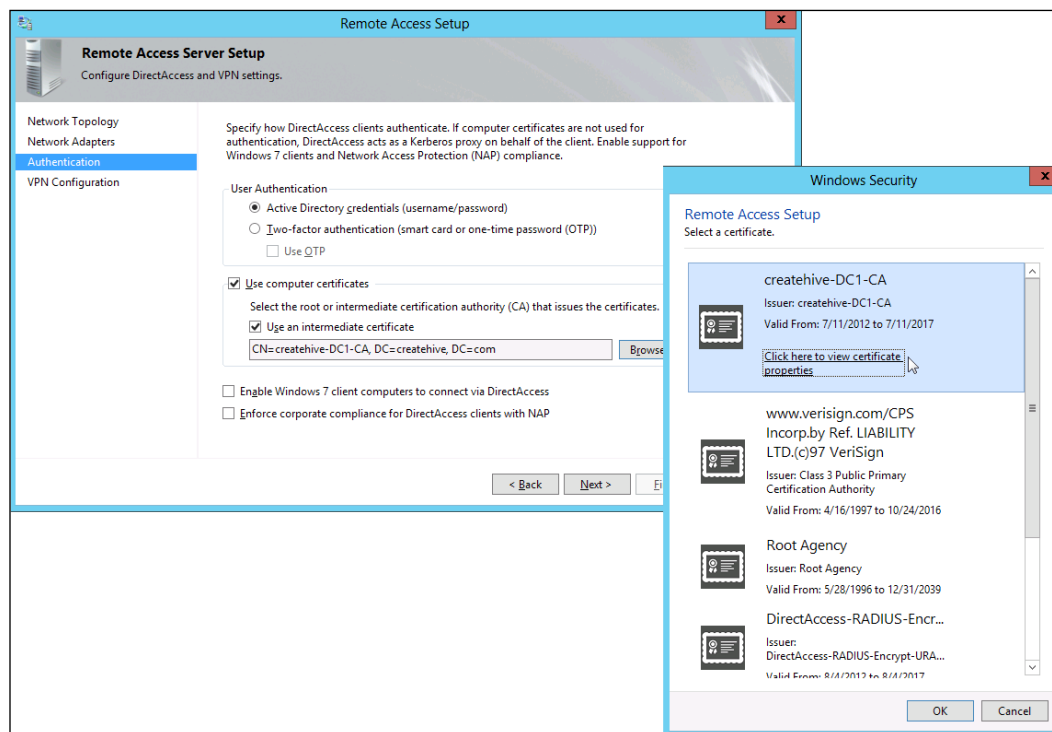 Remote Access Setup
Remote Access Server Setup
Configure DirectAccess and VPN settings.
Network Topology
Network Adapters
Authentication
VPN Configuration
Specify how DirectAccess clients authenticate. If computer certificates are not used for
authentication, DirectAccess acts as a Kerberos proxy on behalf of the client. Enable support for
Windows 7 clients and Network Access Protection (NAP) compliance.
User Authentication
Active Directory credentials (username/password)
Two-factor authentication (smart card or one-time password (OTP))
Use OTP
Use computer certificates
Select the root or intermediate certification authority (CA) that issues the certificates.
Use an intermediate certificate
CN=createhive-DC1-CA, DC=createhive, DC=com
Browse
Enable Windows 7 client computers to connect via DirectAccess
Enforce corporate compliance for DirectAccess clients with NAP
< Back
Next >
Fi
Windows Security
Remote Access Setup
Select a certificate.
createhive-DC1-CA
Issuer: createhive-DC1-CA
Valid From: 7/11/2012 to 7/11/2017
Click here to view certificate
properties
www.verisign.com/CPS
Incorp.by Ref. LIABILITY
LTD.(c)97 VeriSign
Issuer: Class 3 Public Primary
Certification Authority
Valid From: 4/16/1997 to 10/24/2016
Root Agency
Issuer: Root Agency
Valid From: 5/28/1996 to 12/31/2039
DirectAccess-RADIUS-Encr...
Issuer:
DirectAccess-RADIUS-Encrypt-URA...
Valid From: 8/4/2012 to 8/4/2017
OK
Cancel